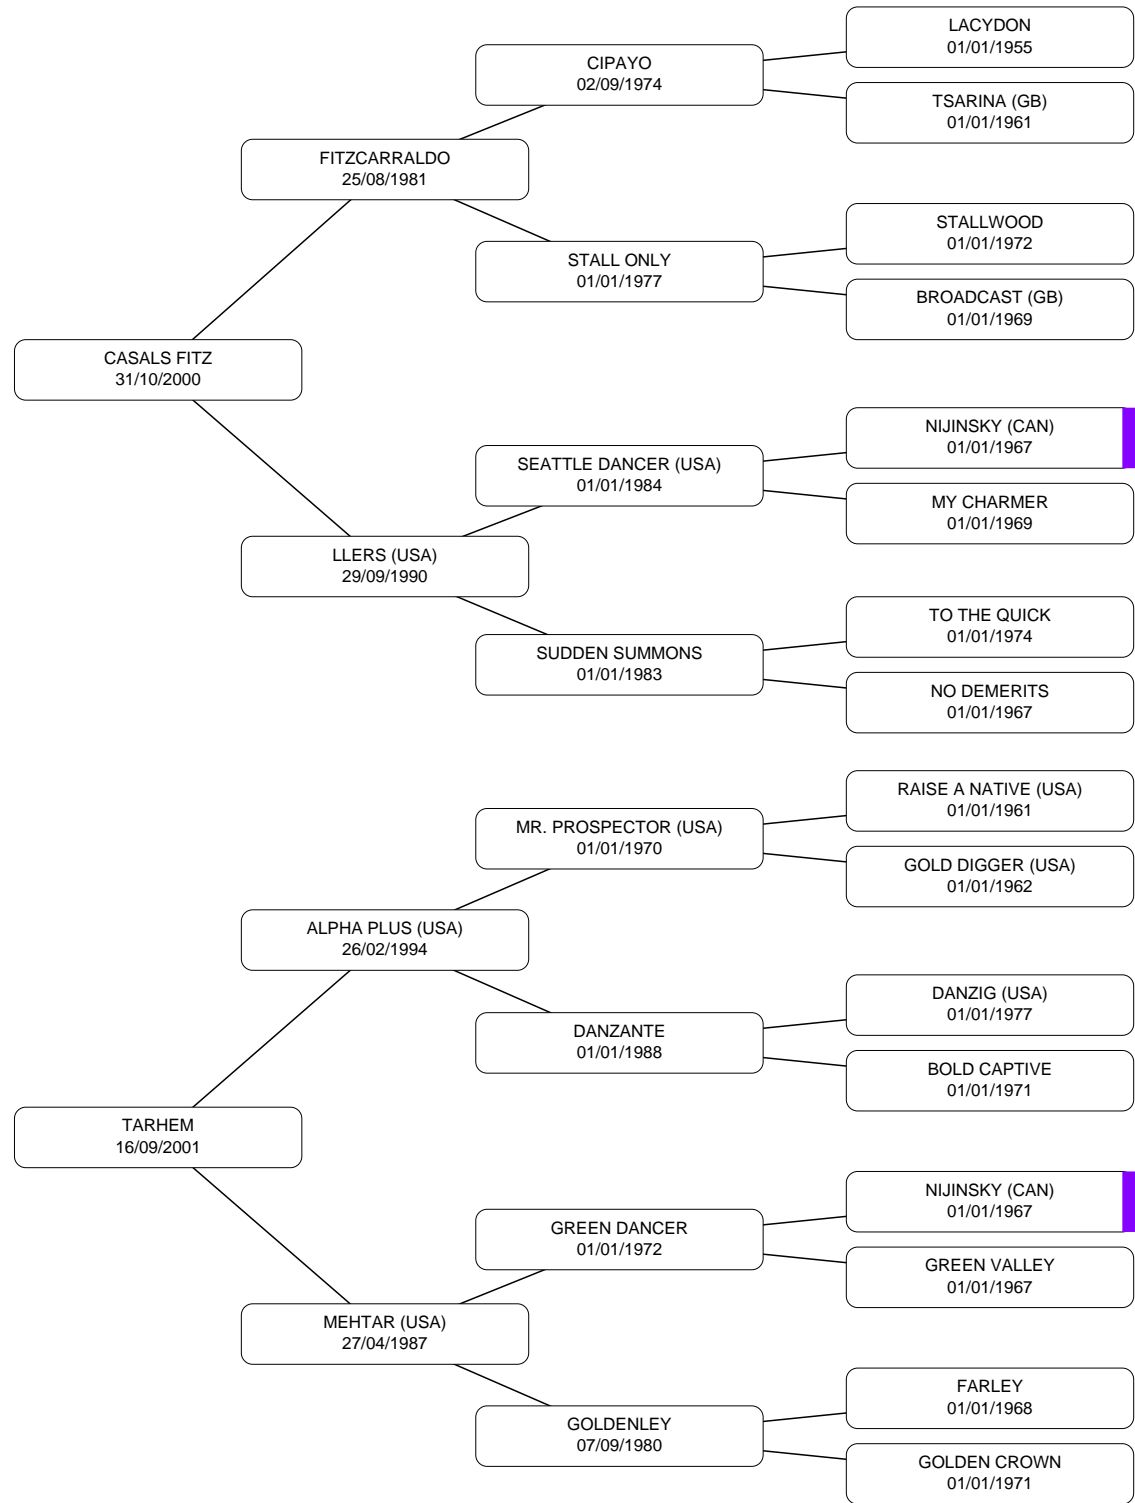 LACYDON
01/01/1955
CIPAYO
02/09/1974
TSARINA (GB)
01/01/1961
FITZCARRALDO
25/08/1981
STALLWOOD
01/01/1972
STALL ONLY
01/01/1977
BROADCAST (GB)
01/01/1969
CASALS FITZ
31/10/2000
NIJINSKY (CAN)
01/01/1967
SEATTLE DANCER (USA)
01/01/1984
MY CHARMER
01/01/1969
LLERS (USA)
29/09/1990
TO THE QUICK
01/01/1974
SUDDEN SUMMONS
01/01/1983
NO DEMERITS
01/01/1967
RAISE A NATIVE (USA)
01/01/1961
MR. PROSPECTOR (USA)
01/01/1970
GOLD DIGGER (USA)
01/01/1962
ALPHA PLUS (USA)
26/02/1994
DANZIG (USA)
01/01/1977
DANZANTE
01/01/1988
BOLD CAPTIVE
01/01/1971
TARHEM
16/09/2001
NIJINSKY (CAN)
01/01/1967
GREEN DANCER
01/01/1972
GREEN VALLEY
01/01/1967
MEHTAR (USA)
27/04/1987
FARLEY
01/01/1968
GOLDENLEY
07/09/1980
GOLDEN CROWN
01/01/1971